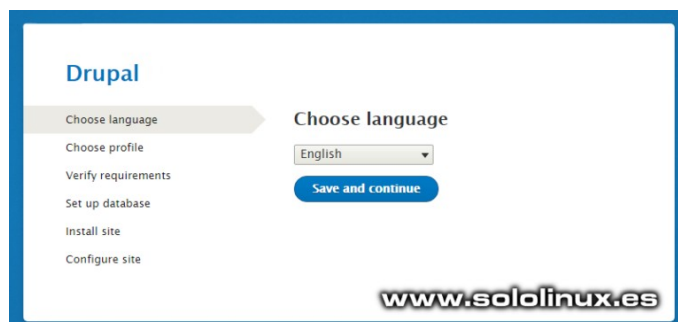 Drupal
Choose language
Choose profile
Verify requirements
Set up database
Install site
Configure site
Choose language
English
Save and continue
www.sololinux.es